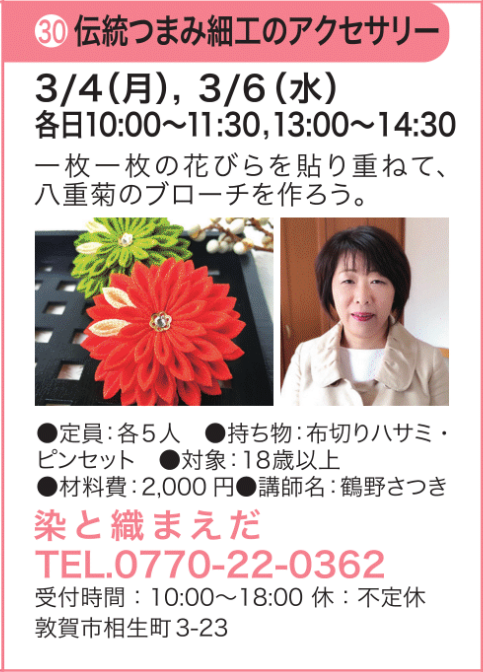 ㉚伝統つまみ細工のアクセサリー
3/4(月), 3/6(水)
各日10:00〜11:30,13:00〜14:30
一枚一枚の花びらを貼り重ねて、
八重菊のブローチを作ろう。
●定員：各5人　●持ち物：布切りハサミ・
ピンセット　●対象：18歳以上
●材料費：2,000円●講師名：鶴野さつき
染と織まえだ
TEL.0770-22-0362
受付時間：10:00〜18:00 休：不定休
敦賀市相生町3-23